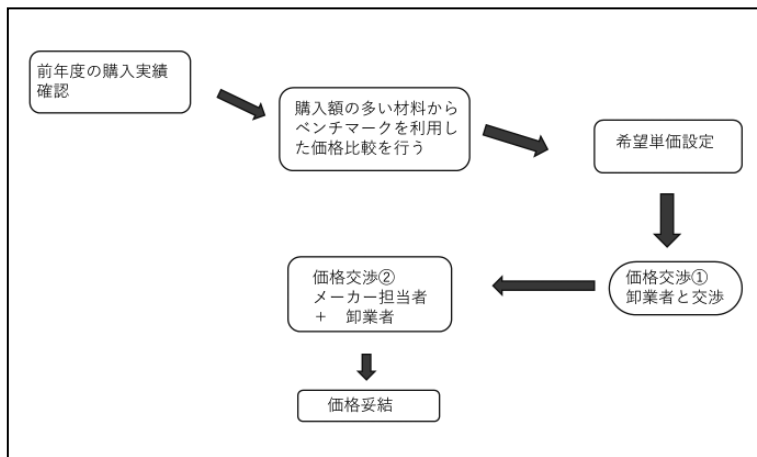 前年度の購入実績
確認
購入額の多い材料から
ベンチマークを利用し
た価格比較を行う
希望単価設定
価格交渉①
卸業者と交渉
価格交渉②
メーカー担当者
+ 卸業者
価格妥結